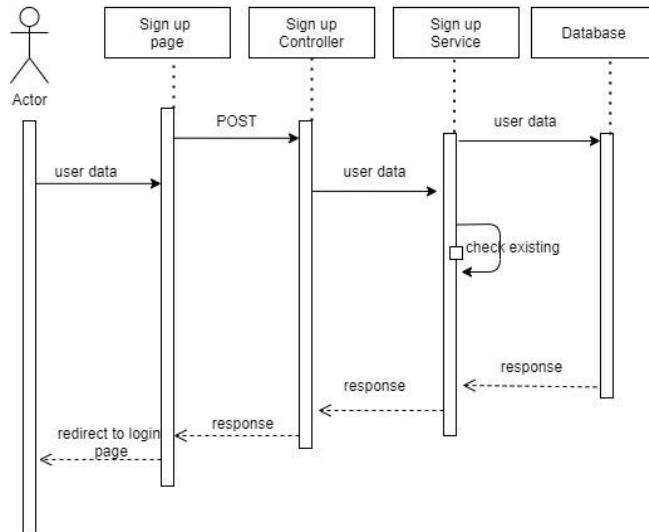 Sign up
page
Sign up
Controller
Sign up
Service
Database
Actor
POST
user data
user data
user data
check existing
response
response
response
redirect to login
page